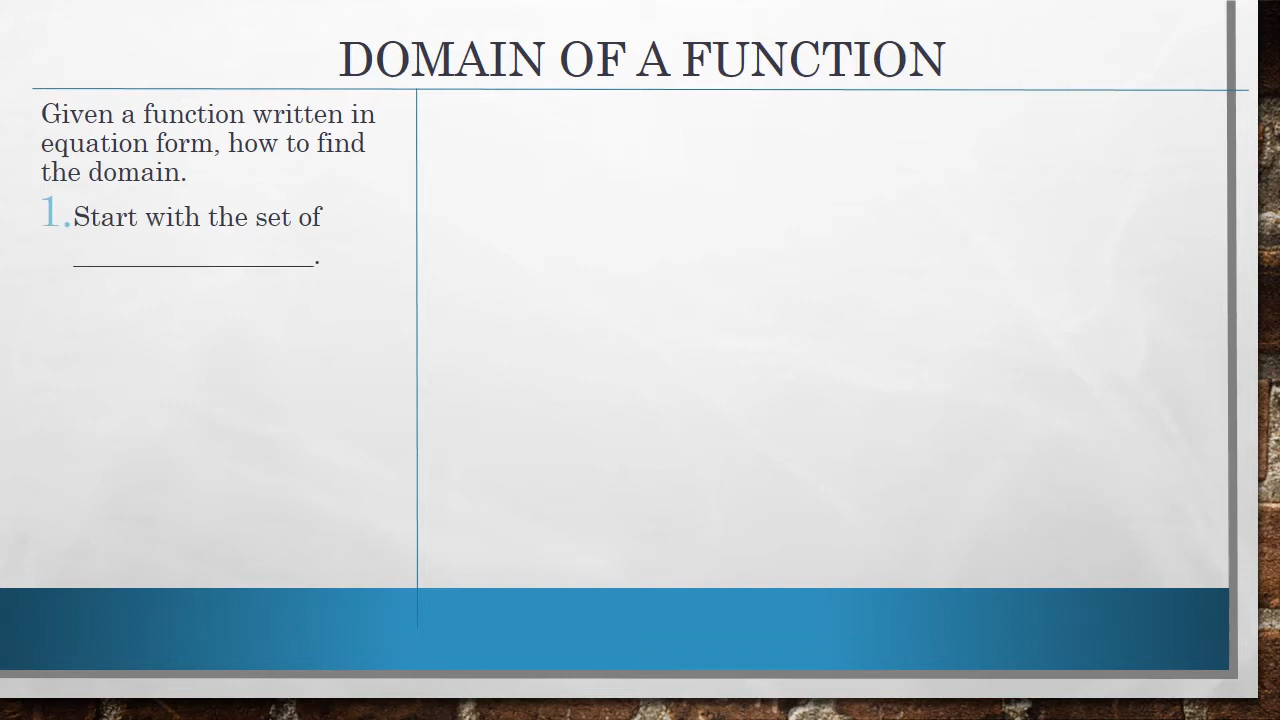 DOMAIN OF A FUNCTION
Given a function written in
equation form, how to find
the domain.
1. Start with the set of
_________________.